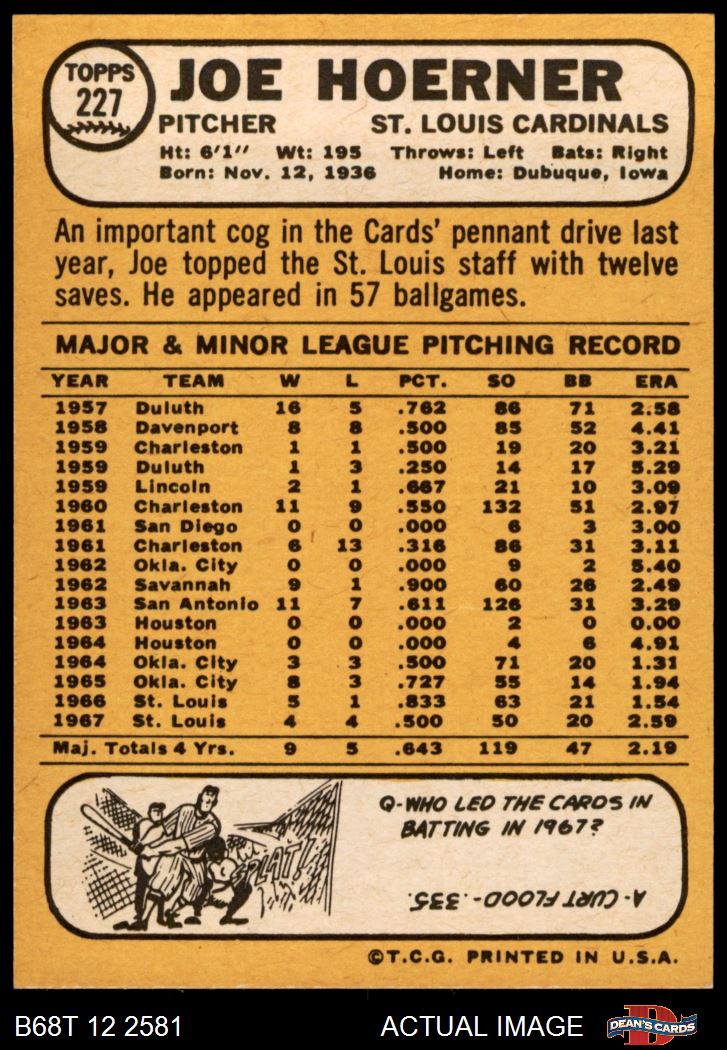 TOPPS
227
JOE HOERNER
PITCHER ST. LOUIS CARDINALS
Ht: 6'1" Wt: 195 Throws: Left Bats: Right
Born: Nov. 12, 1936 Home: Dubuque, Iowa
An important cog in the Cards' pennant drive last
year, Joe topped the St. Louis staff with twelve
saves. He appeared in 57 ballgames.
MAJOR & MINOR LEAGUE PITCHING RECORD
YEAR TEAM W L PCT. SO BB ERA
1957 Duluth 16 5 .762 86 71 2.58
1958 Davenport 8 8 .500 85 52 4.41
1959 Charleston 1 1 .500 19 20 3.21
1959 Duluth 1 3 .250 14 17 5.29
1959 Lincoln 2 1 .667 21 10 3.09
1960 Charleston 11 9 .550 132 51 2.97
1961 San Diego 0 0 .000 6 3 3.00
1961 Charleston 6 13 .316 86 31 3.11
1962 Okla. City 0 0 .000 9 2 5.40
1962 Savannah 9 1 .900 60 26 2.49
1963 San Antonio 11 7 .611 126 31 3.29
1963 Houston 0 0 .000 2 0 0.00
1964 Houston 0 0 .000 4 6 4.91
1964 Okla. City 3 3 .500 71 20 1.31
1965 Okla. City 8 3 .727 55 14 1.94
1966 St. Louis 5 1 .833 63 21 1.54
1967 St. Louis 4 4 .500 50 20 2.59
Maj. Totals 4 Yrs. 9 5 .643 119 47 2.19
SPLAT!
Q-WHO LED THE CARDS IN
BATTING IN 1967?
A-CURT FLOOD-.335.
©T.C.G. PRINTED IN U.S.A.
B68T 12 2581 ACTUAL IMAGE
D
DEAN'S CARDS